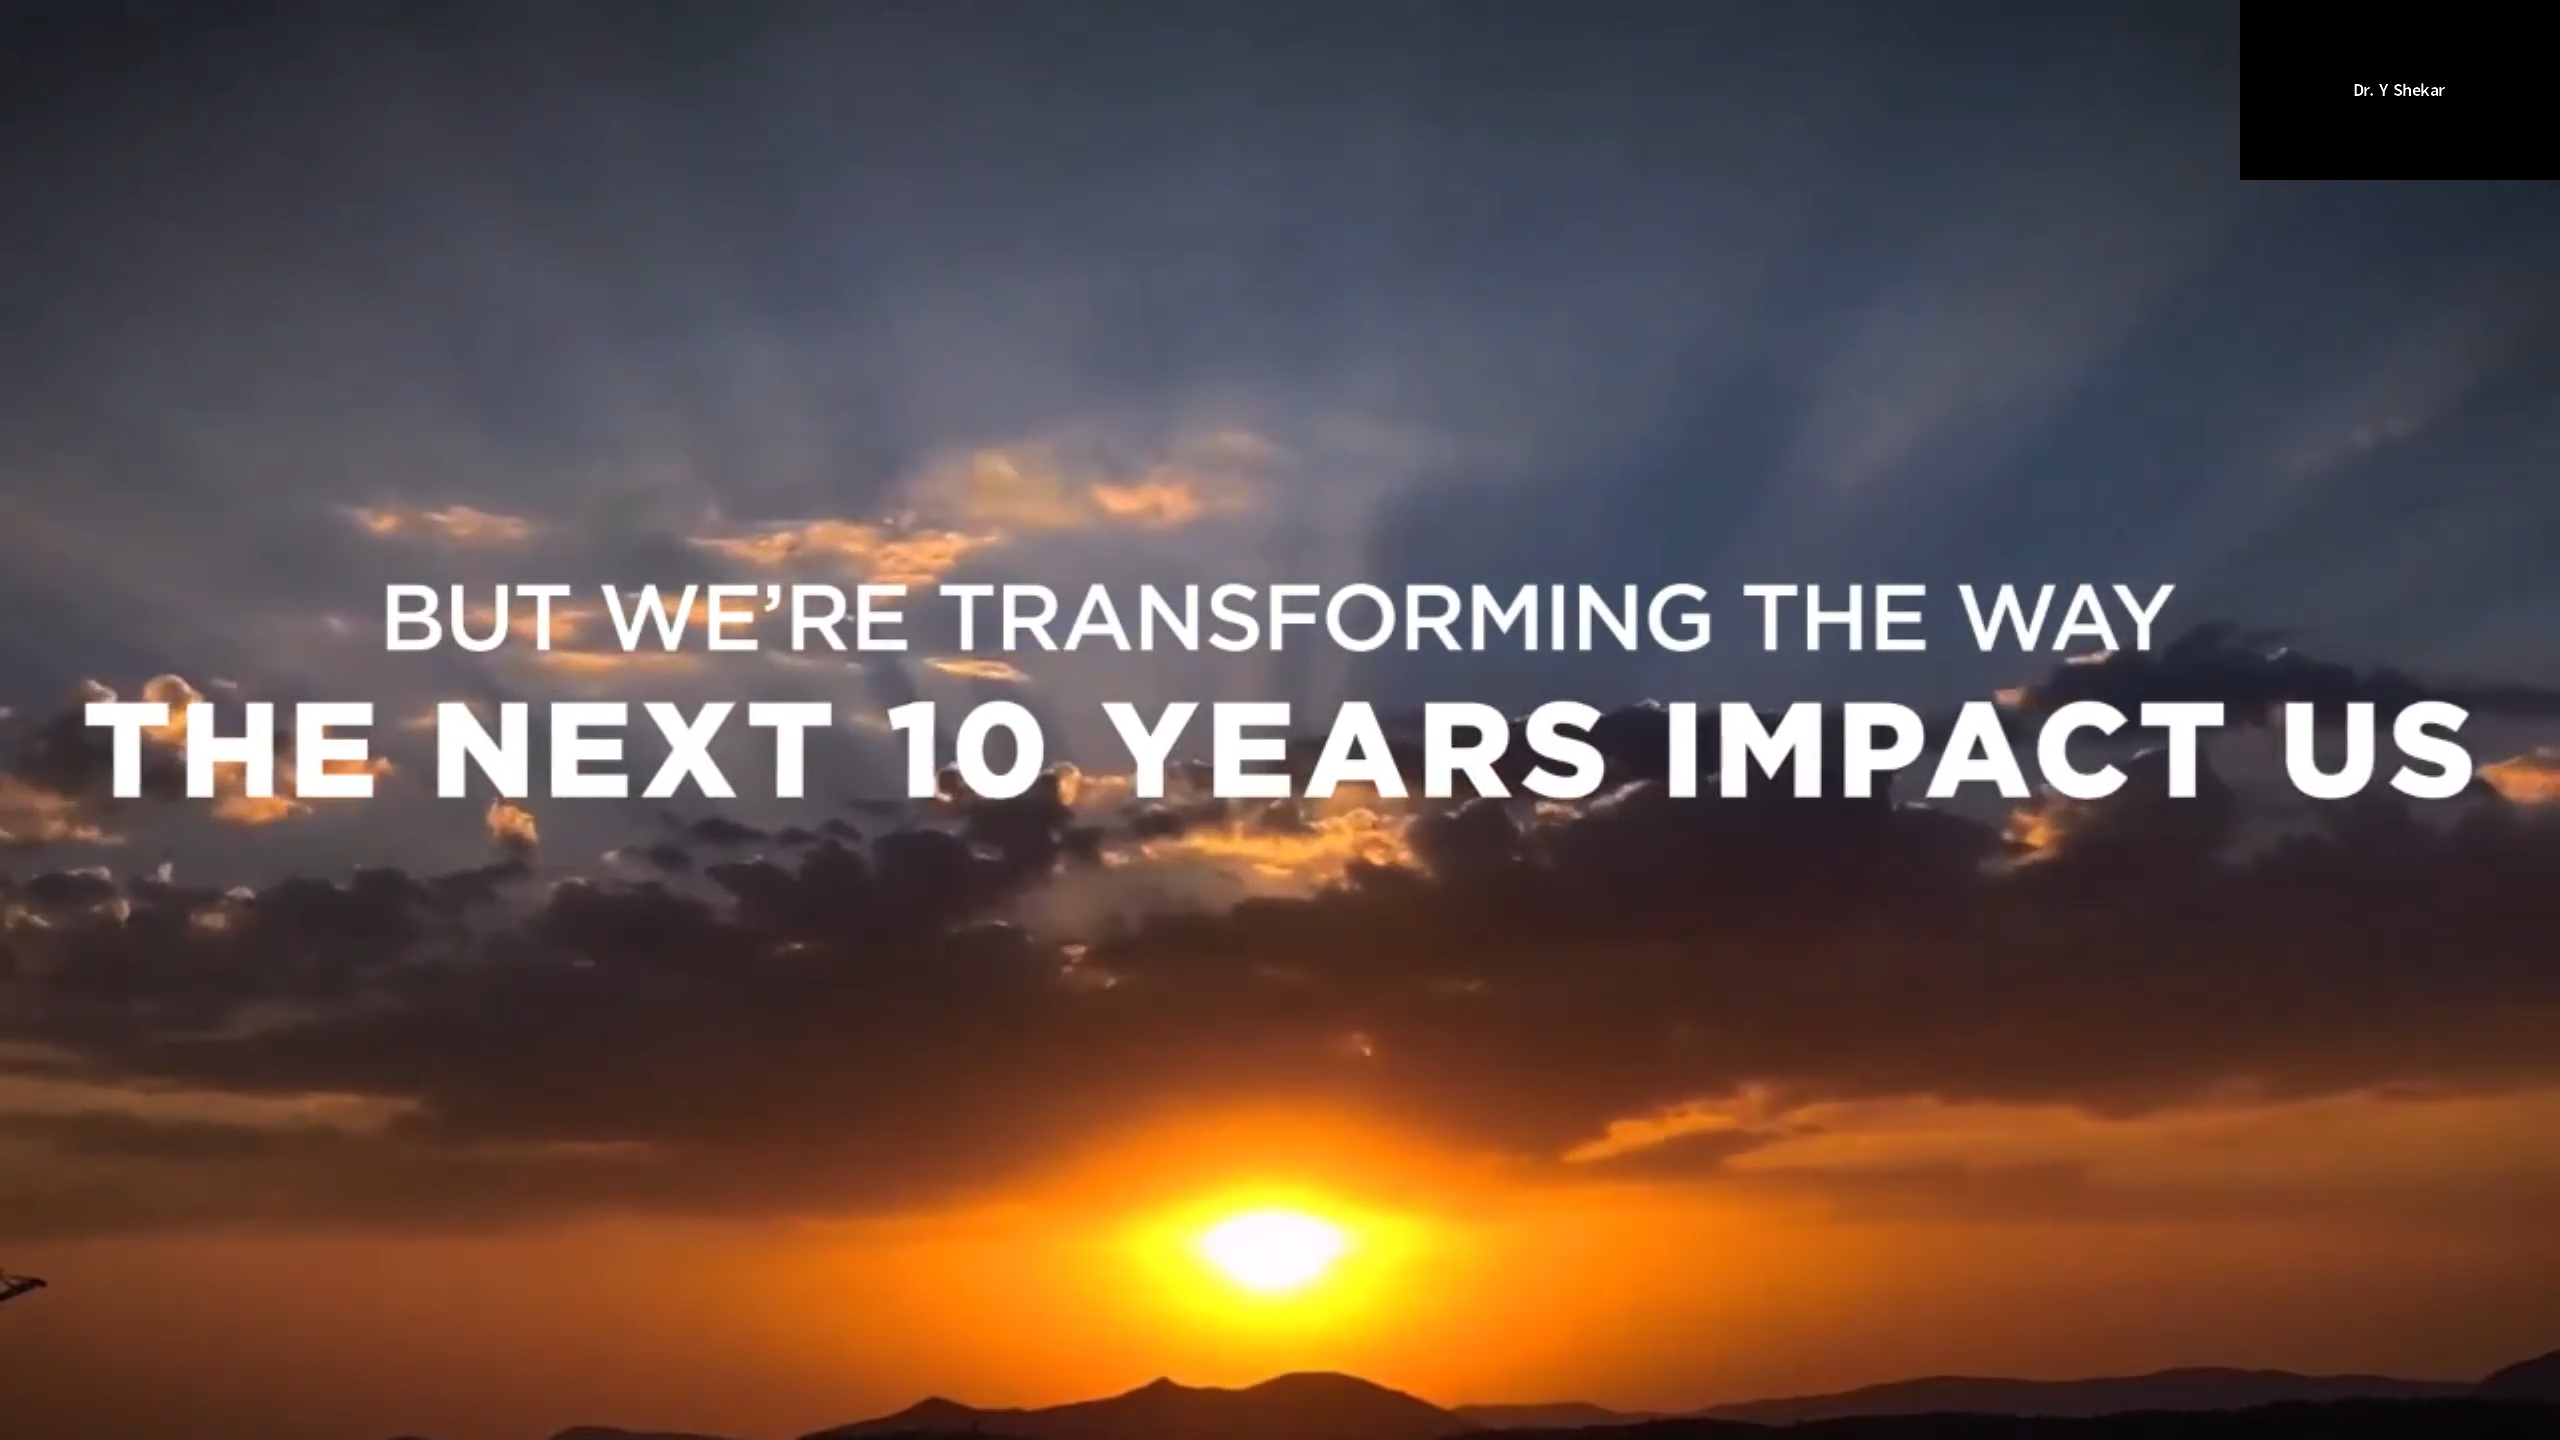 Dr. Y Shekar
BUT WE’RE TRANSFORMING THE WAY
THE NEXT 10 YEARS IMPACT US